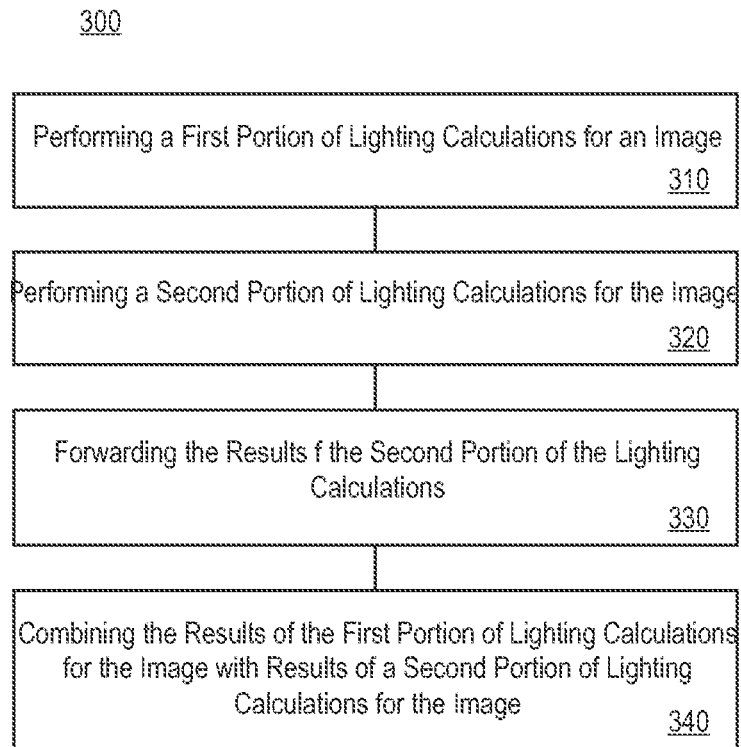 300
Performing a First Portion of Lighting Calculations for an Image
310
Performing a Second Portion of Lighting Calculations for the Image
320
Forwarding the Results f the Second Portion of the Lighting
Calculations
330
Combining the Results of the First Portion of Lighting Calculations
for the Image with Results of a Second Portion of Lighting
Calculations for the Image
340